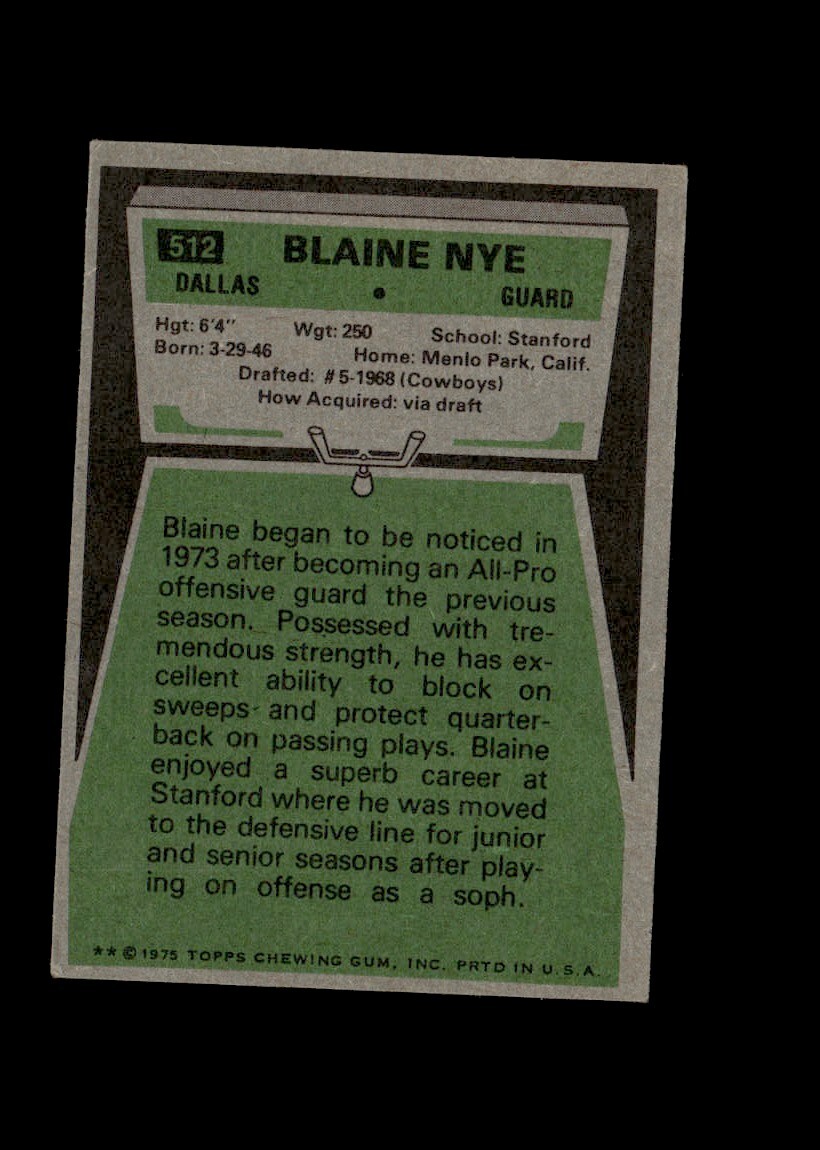 512 BLAINE NYE
DALLAS • GUARD
Hgt: 6'4" Wgt: 250 School: Stanford
Born: 3-29-46 Home: Menlo Park, Calif.
Drafted: #5-1968 (Cowboys)
How Acquired: via draft
Blaine began to be noticed in
1973 after becoming an All-Pro
offensive guard the previous
season. Possessed with tre-
mendous strength, he has ex-
cellent ability to block on
sweeps and protect quarter-
back on passing plays. Blaine
enjoyed a superb career at
Stanford where he was moved
to the defensive line for junior
and senior seasons after play-
ing on offense as a soph.
** © 1975 TOPPS CHEWING GUM, INC. PRTD IN U.S.A.